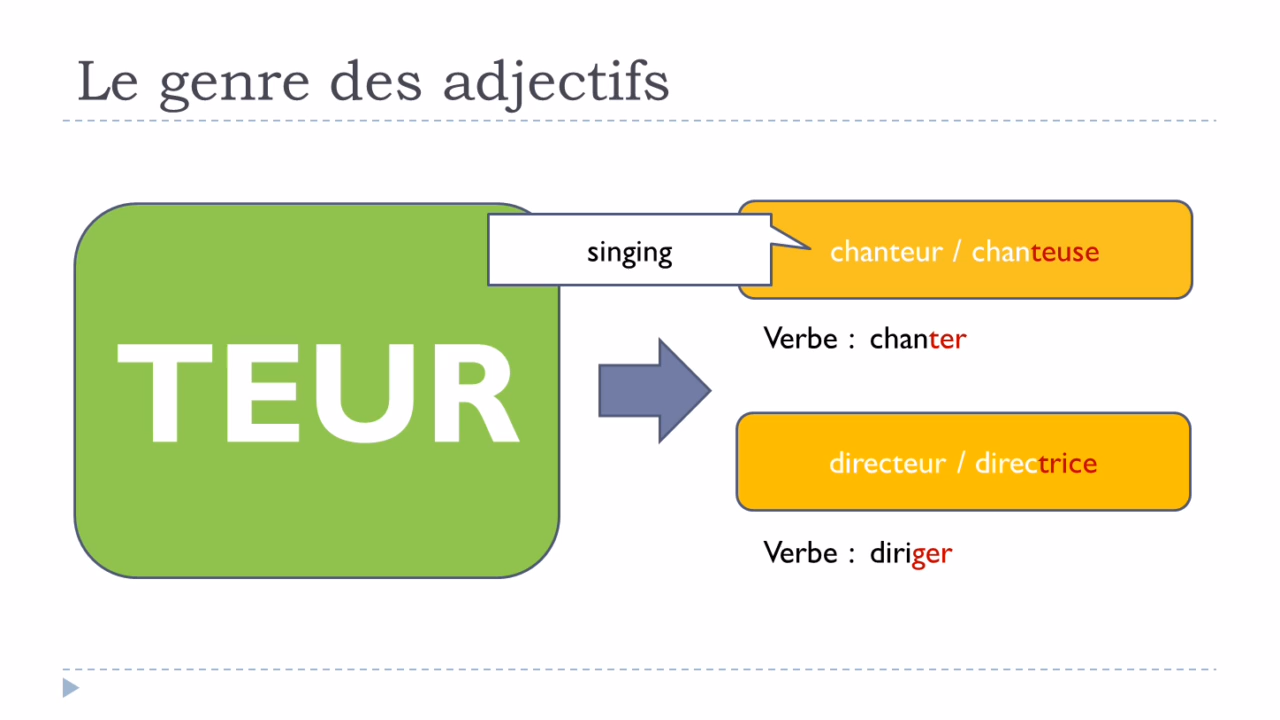 Le genre des adjectifs
TEUR
singing
chanteur / chanteuse
Verbe : chanter
directeur / directrice
Verbe : diriger